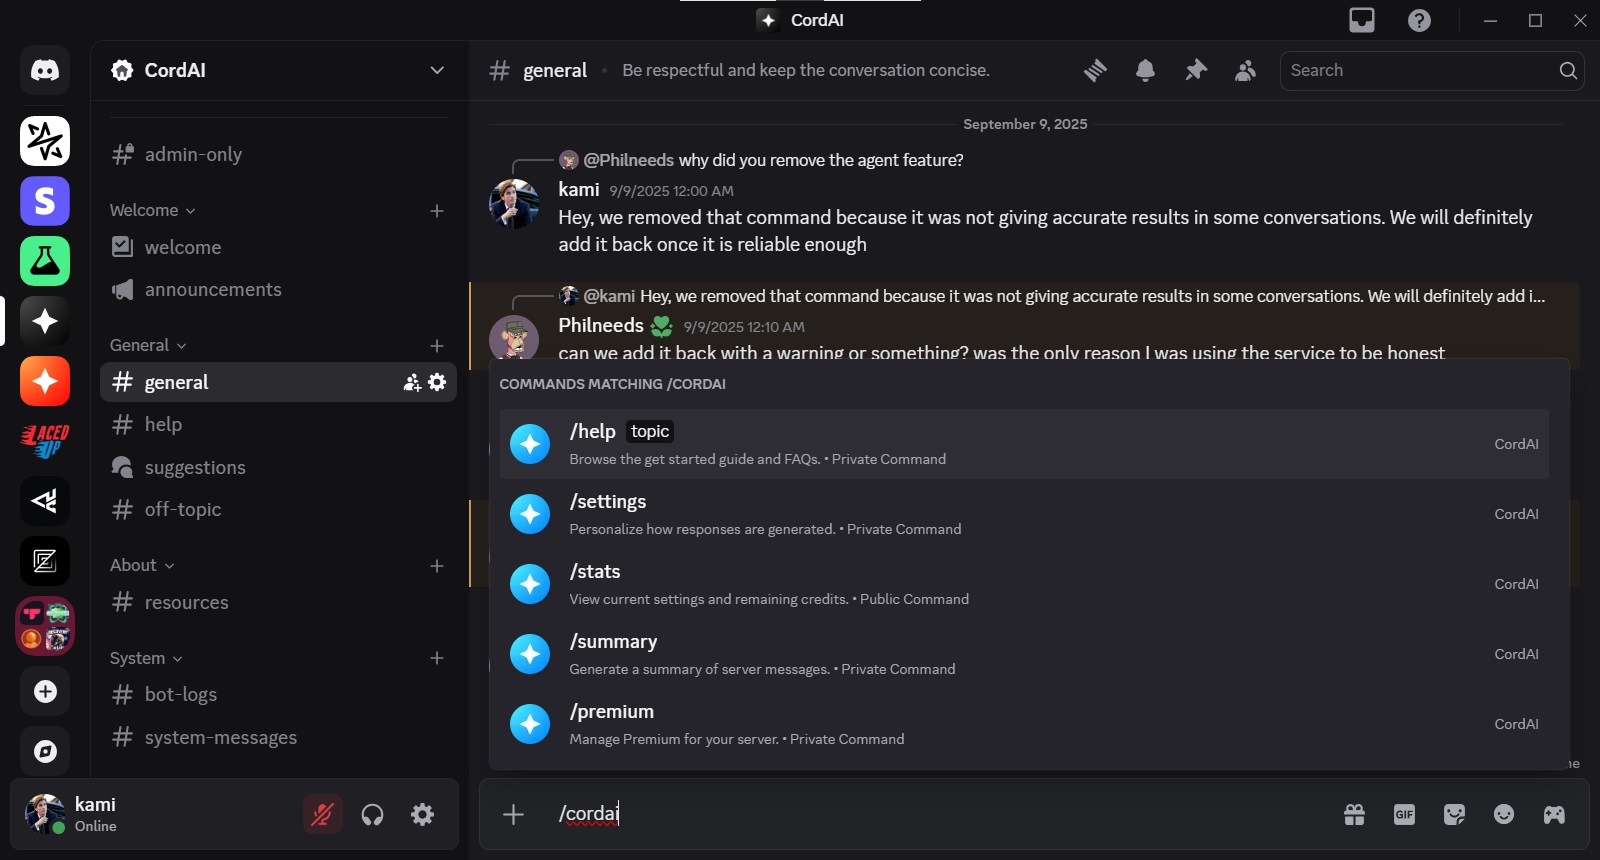 CordAI
CordAI
admin-only
Welcome
welcome
announcements
General
general
help
suggestions
off-topic
About
resources
System
bot-logs
system-messages
kami
Online
S
LACED UP
general • Be respectful and keep the conversation concise.
Search
September 9, 2025
@Philneeds why did you remove the agent feature?
kami 9/9/2025 12:00 AM
Hey, we removed that command because it was not giving accurate results in some conversations. We will definitely
add it back once it is reliable enough
@kami Hey, we removed that command because it was not giving accurate results in some conversations. We will definitely add i...
Philneeds 9/9/2025 12:10 AM
can we add it back with a warning or something? was the only reason I was using the service to be honest
COMMANDS MATCHING /CORDAI
/help topic
Browse the get started guide and FAQs. • Private Command
CordAI
/settings
Personalize how responses are generated. • Private Command
CordAI
/stats
View current settings and remaining credits. • Public Command
CordAI
/summary
Generate a summary of server messages. • Private Command
CordAI
/premium
Manage Premium for your server. • Private Command
CordAI
/cordai
GIF